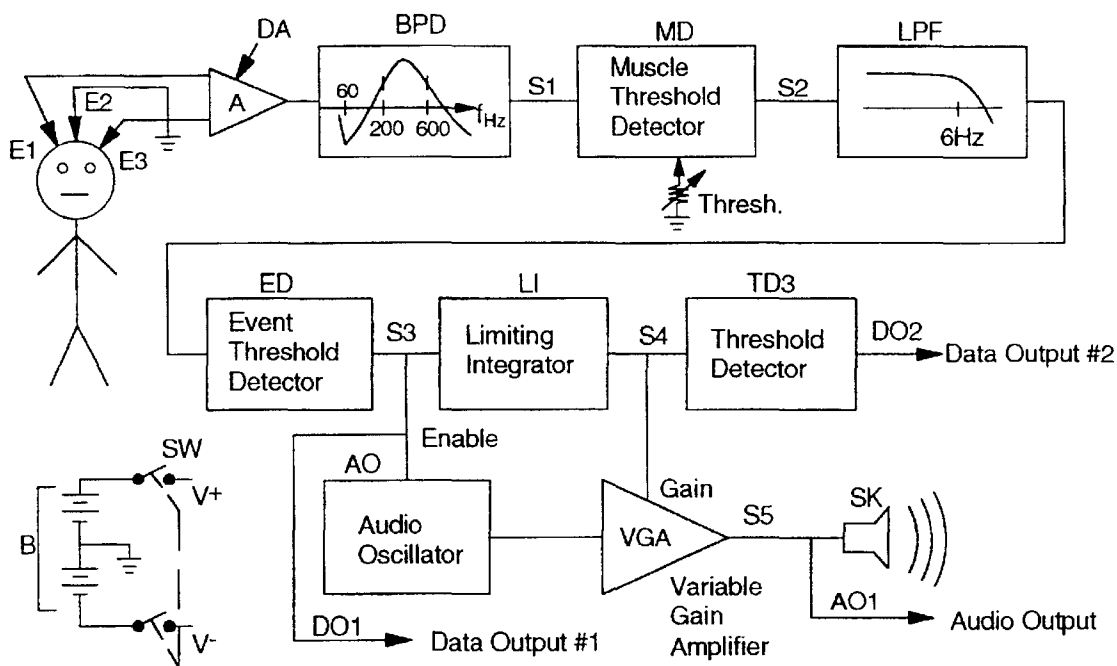 DA
BPD
MD
LPF
E1
E2
E3
A
60
200
600
fHz
S1
Muscle
Threshold
Detector
S2
6Hz
Thresh.
ED
LI
TD3
Event
Threshold
Detector
S3
Limiting
Integrator
S4
Threshold
Detector
DO2
Data Output #2
Enable
AO
Audio
Oscillator
Gain
VGA
S5
SK
Variable
Gain
Amplifier
AO1
Audio Output
DO1
Data Output #1
SW
V+
B
V-